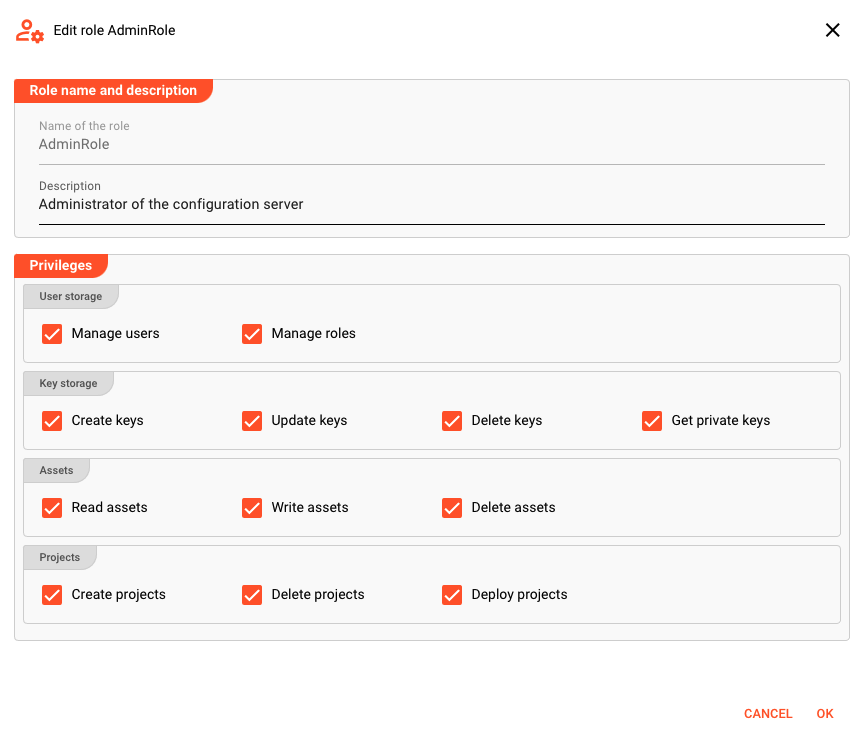 Edit role AdminRole
Role name and description
Name of the role
AdminRole
Description
Administrator of the configuration server
Privileges
User storage
Manage users Manage roles
Key storage
Create keys Update keys Delete keys Get private keys
Assets
Read assets Write assets Delete assets
Projects
Create projects Delete projects Deploy projects
CANCEL OK